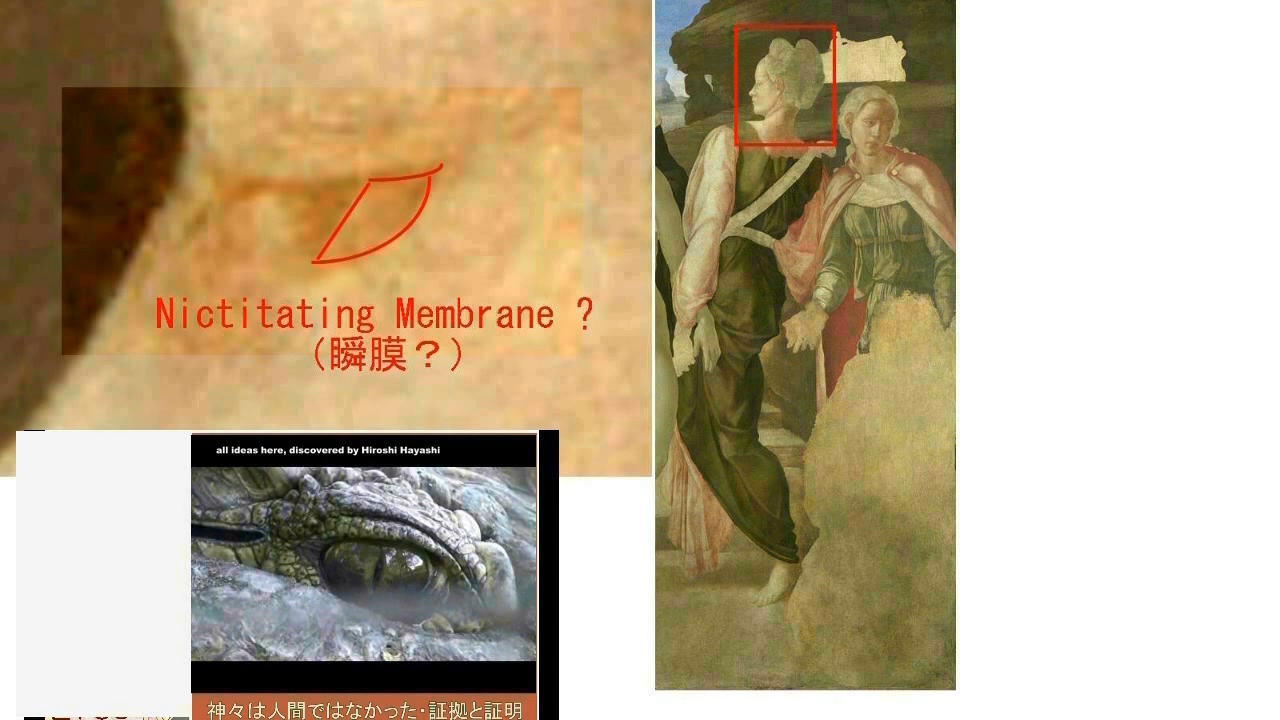 Nictitating Membrane ?
(瞬膜？)
all ideas here, discovered by Hiroshi Hayashi
神々は人間ではなかった・証拠と証明